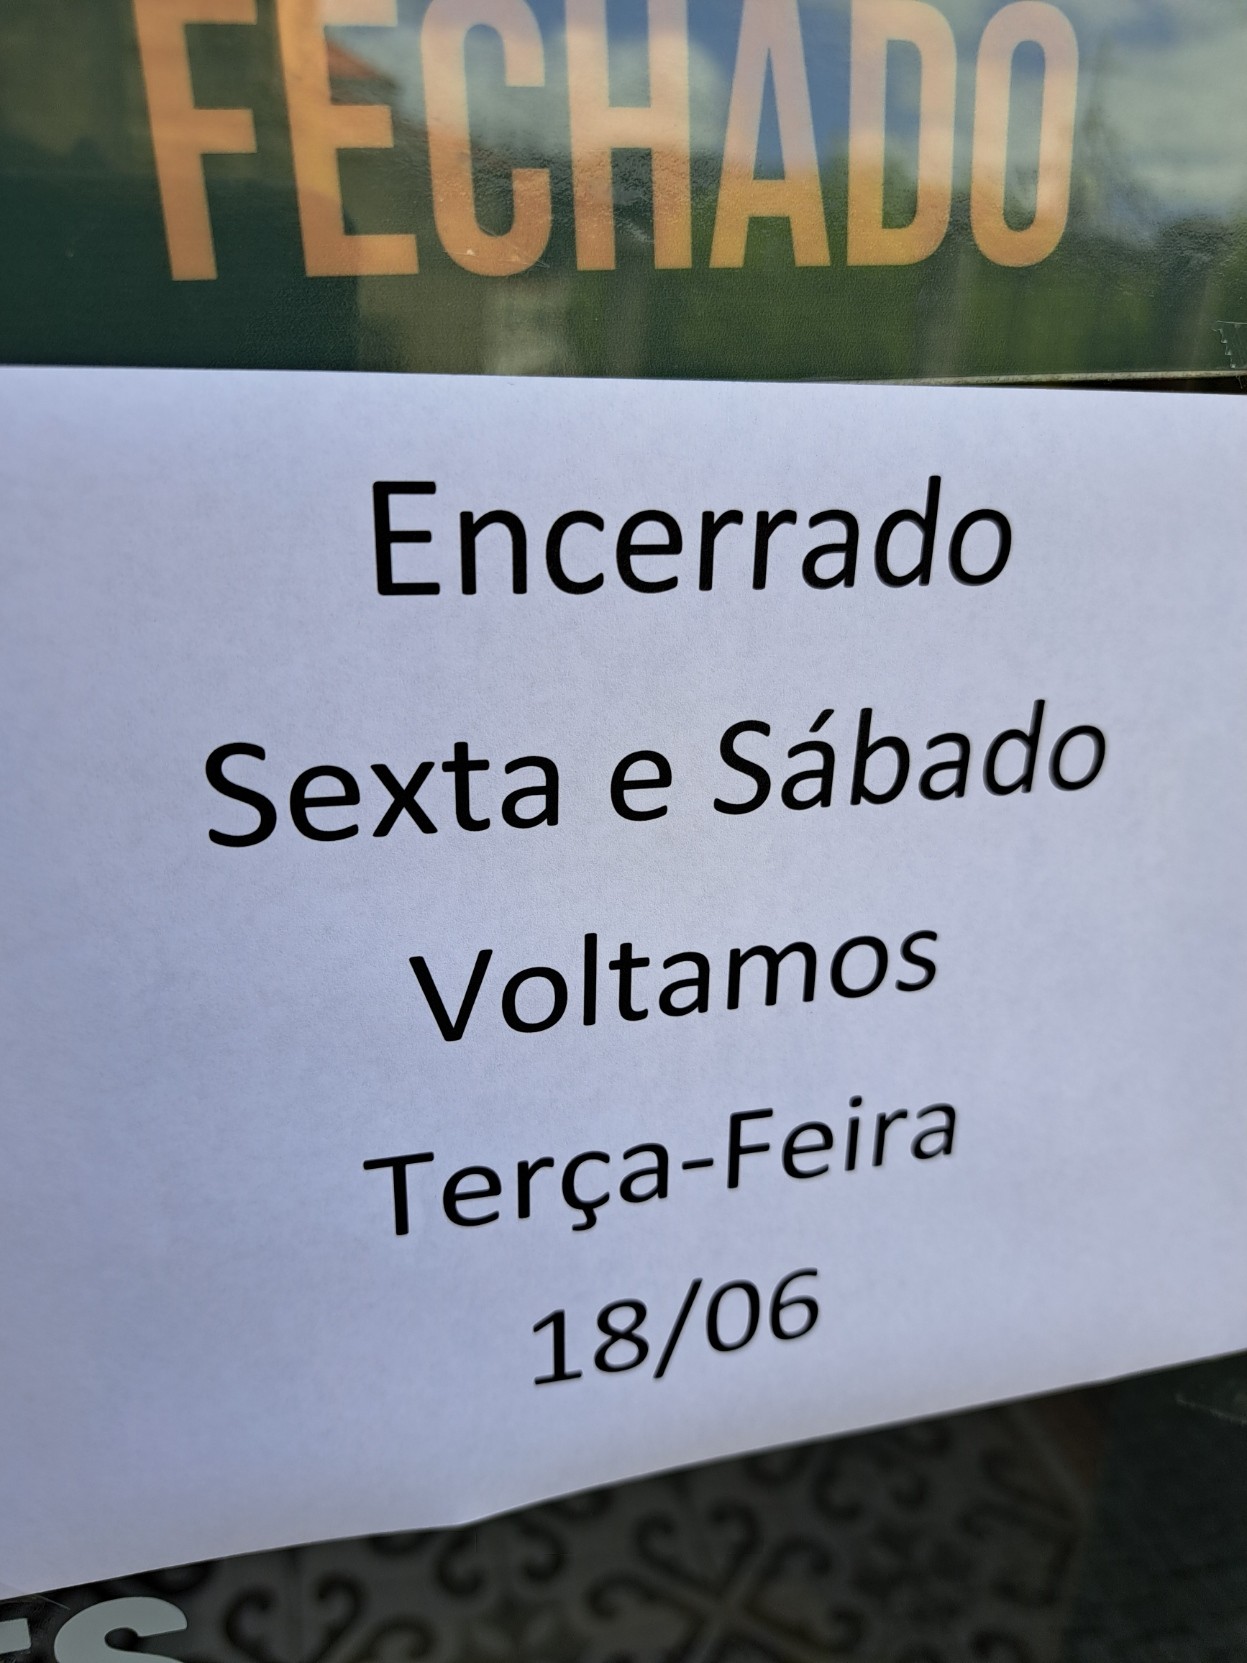 FECHADO
Encerrado
Sexta e Sábado
Voltamos
Terça-Feira
18/06